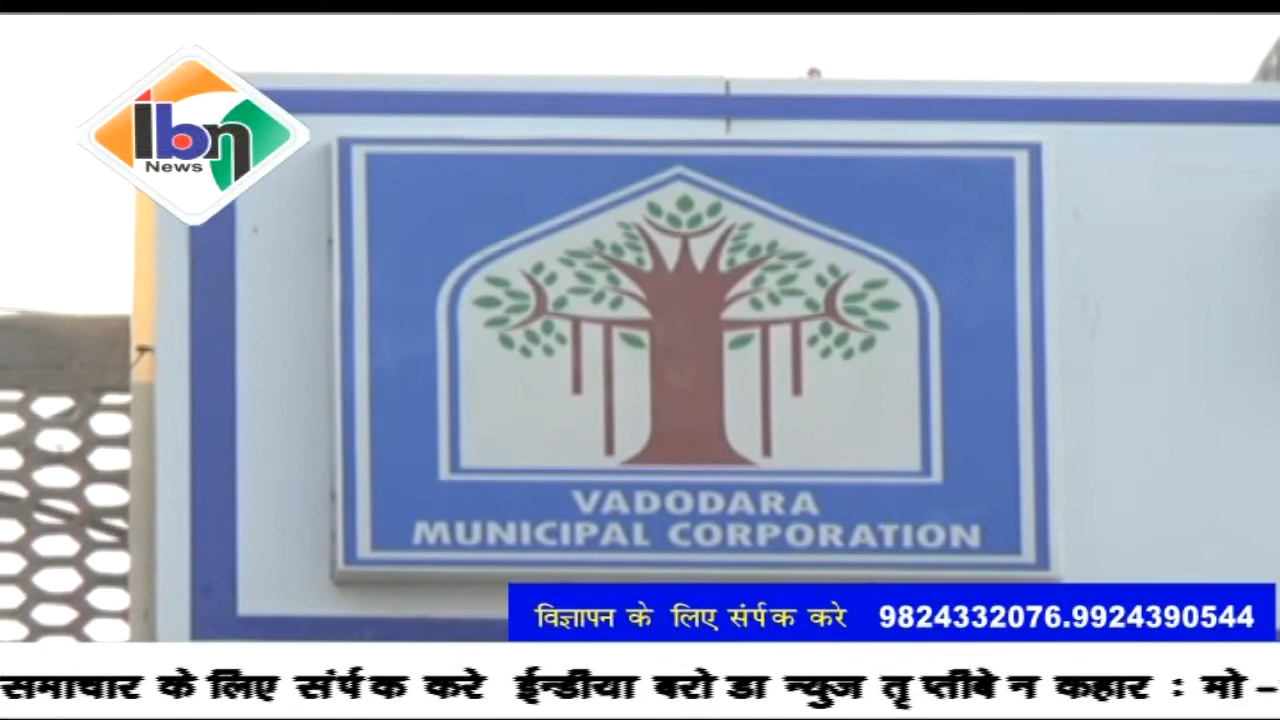 ibn
News
VADODARA
MUNICIPAL CORPORATION
विज्ञापन के लिए संर्पक करे 9824332076.9924390544
समाचार के लिए संर्पक करे ईन्डीया बरोडा न्युज तृप्तीबेन कहार : मो -